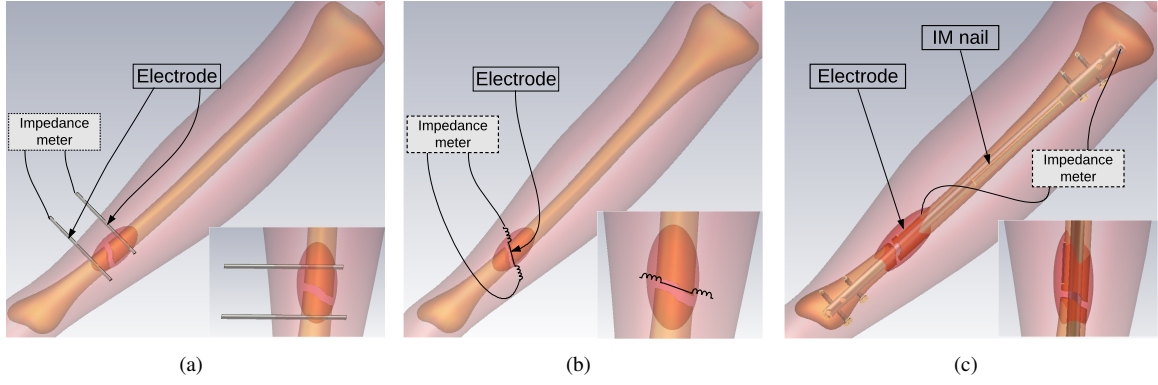 Electrode
Impedance
meter
(a)
Electrode
Impedance
meter
(b)
IM nail
Electrode
Impedance
meter
(c)